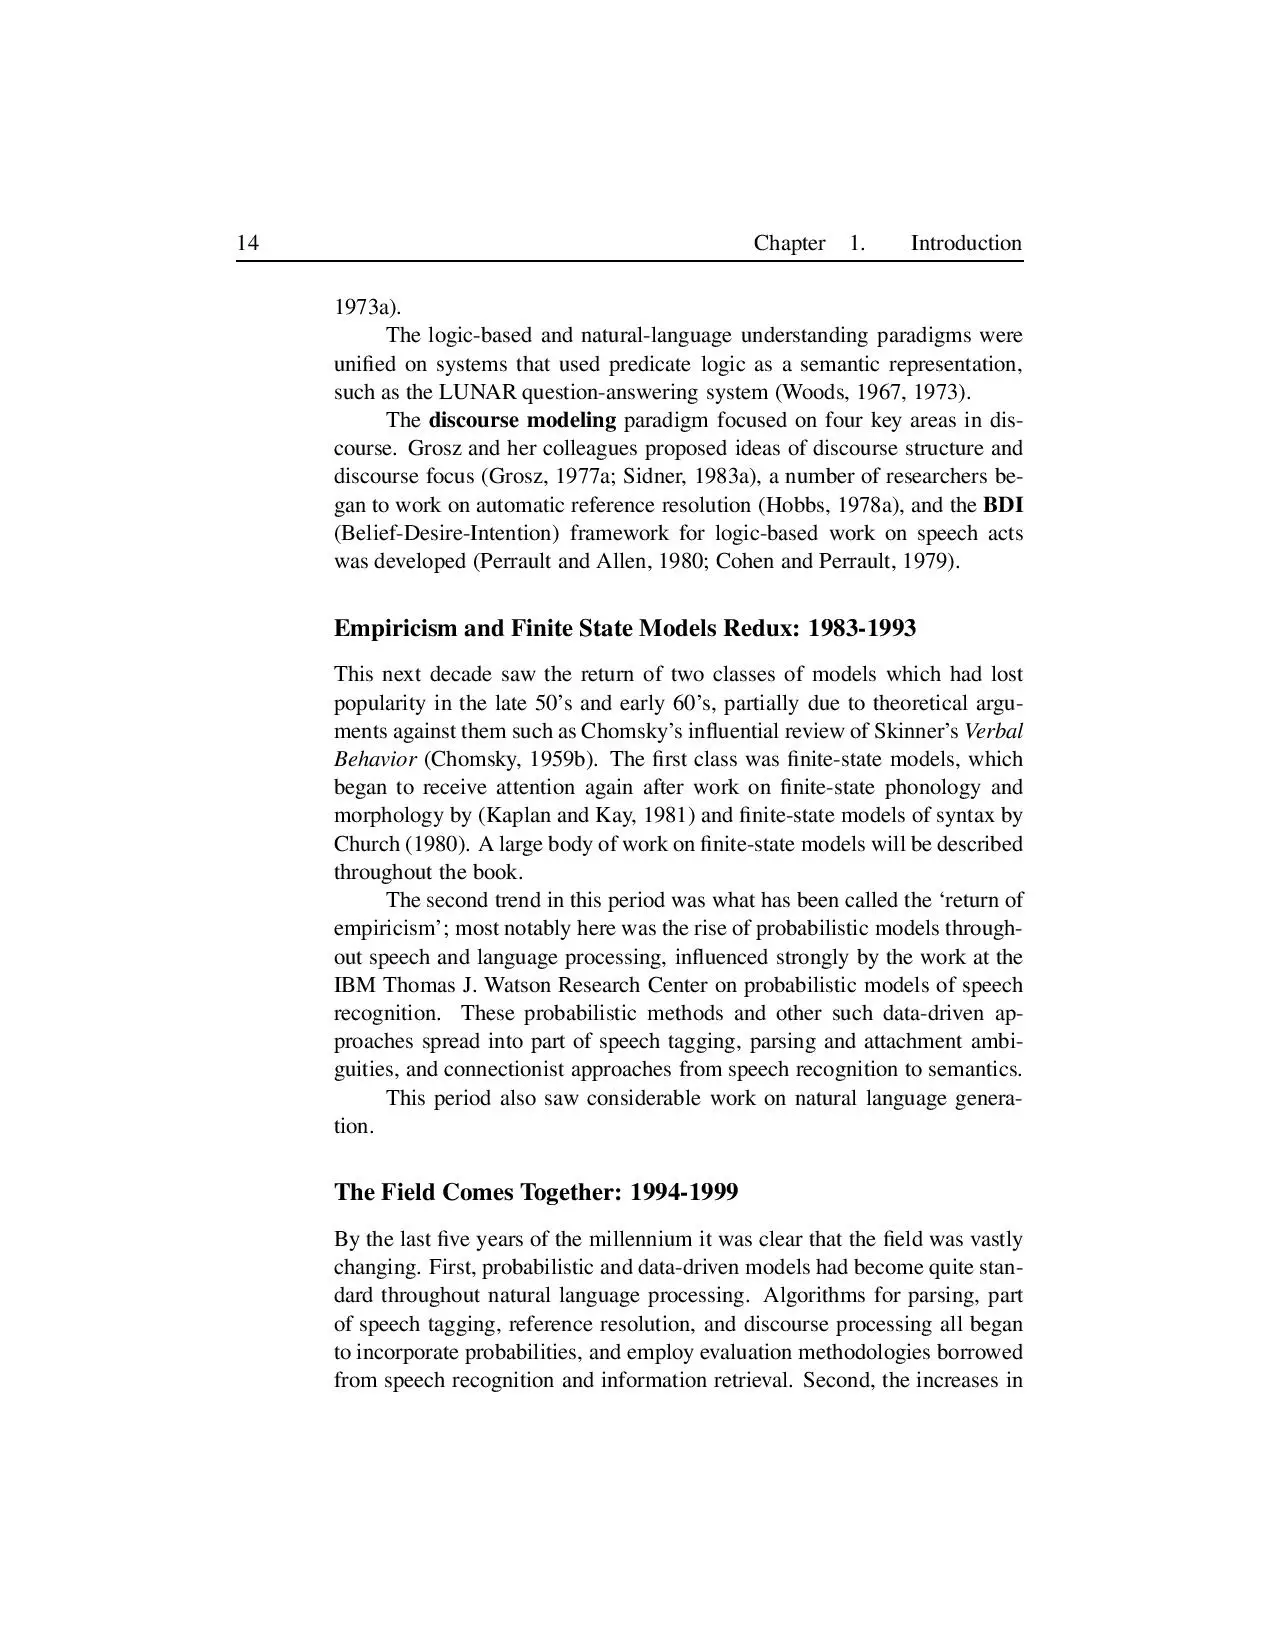 14 Chapter 1. Introduction
1973a).
The logic-based and natural-language understanding paradigms were
unified on systems that used predicate logic as a semantic representation,
such as the LUNAR question-answering system (Woods, 1967, 1973).
The discourse modeling paradigm focused on four key areas in dis-
course. Grosz and her colleagues proposed ideas of discourse structure and
discourse focus (Grosz, 1977a; Sidner, 1983a), a number of researchers be-
gan to work on automatic reference resolution (Hobbs, 1978a), and the BDI
(Belief-Desire-Intention) framework for logic-based work on speech acts
was developed (Perrault and Allen, 1980; Cohen and Perrault, 1979).
Empiricism and Finite State Models Redux: 1983-1993
This next decade saw the return of two classes of models which had lost
popularity in the late 50's and early 60's, partially due to theoretical argu-
ments against them such as Chomsky's influential review of Skinner's Verbal
Behavior (Chomsky, 1959b). The first class was finite-state models, which
began to receive attention again after work on finite-state phonology and
morphology by (Kaplan and Kay, 1981) and finite-state models of syntax by
Church (1980). A large body of work on finite-state models will be described
throughout the book.
The second trend in this period was what has been called the ‘return of
empiricism’; most notably here was the rise of probabilistic models through-
out speech and language processing, influenced strongly by the work at the
IBM Thomas J. Watson Research Center on probabilistic models of speech
recognition. These probabilistic methods and other such data-driven ap-
proaches spread into part of speech tagging, parsing and attachment ambi-
guities, and connectionist approaches from speech recognition to semantics.
This period also saw considerable work on natural language genera-
tion.
The Field Comes Together: 1994-1999
By the last five years of the millennium it was clear that the field was vastly
changing. First, probabilistic and data-driven models had become quite stan-
dard throughout natural language processing. Algorithms for parsing, part
of speech tagging, reference resolution, and discourse processing all began
to incorporate probabilities, and employ evaluation methodologies borrowed
from speech recognition and information retrieval. Second, the increases in